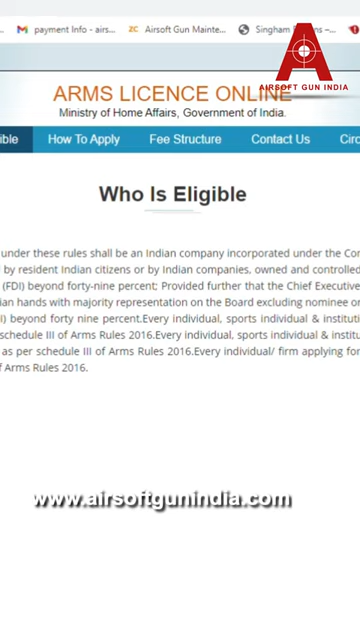 payment Info - airs...
ZC Airsoft Gun Mainte...
Singham Returns –...
A
AIRSOFT GUN INDIA
ARMS LICENCE ONLINE
Ministry of Home Affairs, Government of India.
ible How To Apply Fee Structure Contact Us Circ
Who Is Eligible
under these rules shall be an Indian company incorporated under the Con
d by resident Indian citizens or by Indian companies, owned and controlled
(FDI) beyond forty-nine percent: Provided further that the Chief Executive
ian hands with majority representation on the Board excluding nominee or
I) beyond forty nine percent.Every individual, sports individual & instituti
schedule III of Arms Rules 2016.Every individual, sports individual & institu
as per schedule III of Arms Rules 2016.Every individual/ firm applying for
f Arms Rules 2016.
www.airsoftgunindia.com